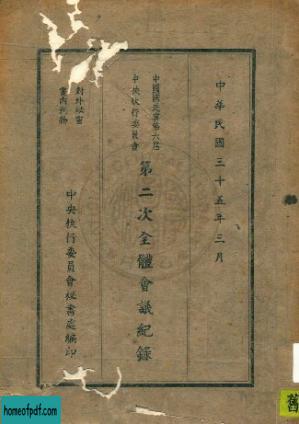 中華民國三十五年三月
中國國民黨第六屆
中央執行委員會
第二次全體會議紀錄
對外秘密
黨內刊物
中央執行委員會秘書處編印
舊
homeofpdf.com